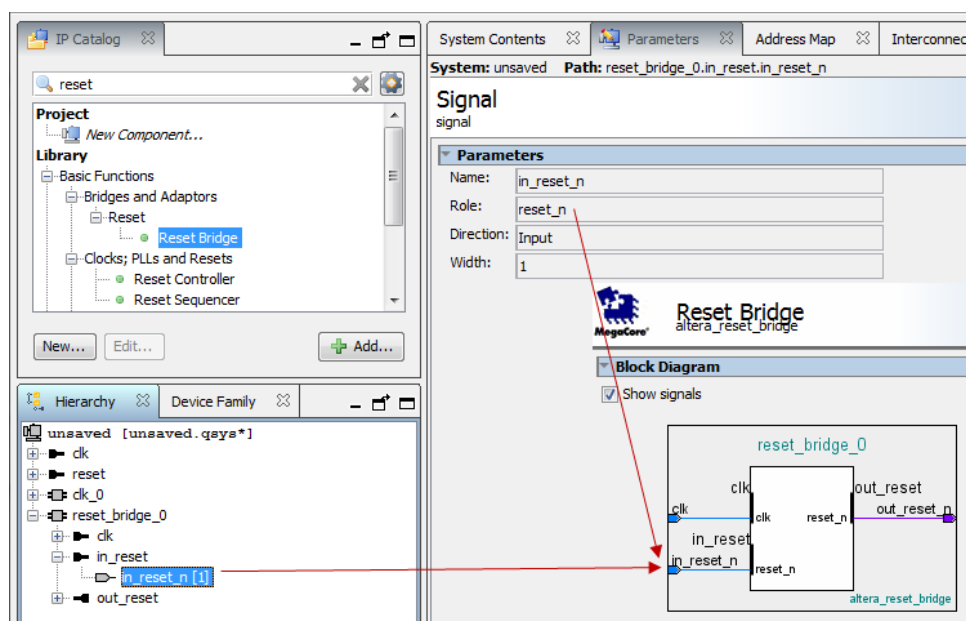 IP Catalog
reset
Project
New Component...
Library
Basic Functions
Bridges and Adaptors
Reset
Reset Bridge
Clocks; PLLs and Resets
Reset Controller
Reset Sequencer
New... Edit... Add...
Hierarchy Device Family
unsaved [unsaved.qsys*]
clk
reset
clk_0
reset_bridge_0
clk
in_reset
in_reset_n [1]
out_reset
System Contents Parameters Address Map Interconnec
System: unsaved Path: reset_bridge_0.in_reset.in_reset_n
Signal
signal
Parameters
Name: in_reset_n
Role: reset_n
Direction: Input
Width: 1
MegaCore®
Reset Bridge
altera_reset_bridge
Block Diagram
Show signals
reset_bridge_0
clk out_reset
clk out_reset_n
clk reset_n
in_reset
in_reset_n
reset_n
altera_reset_bridge